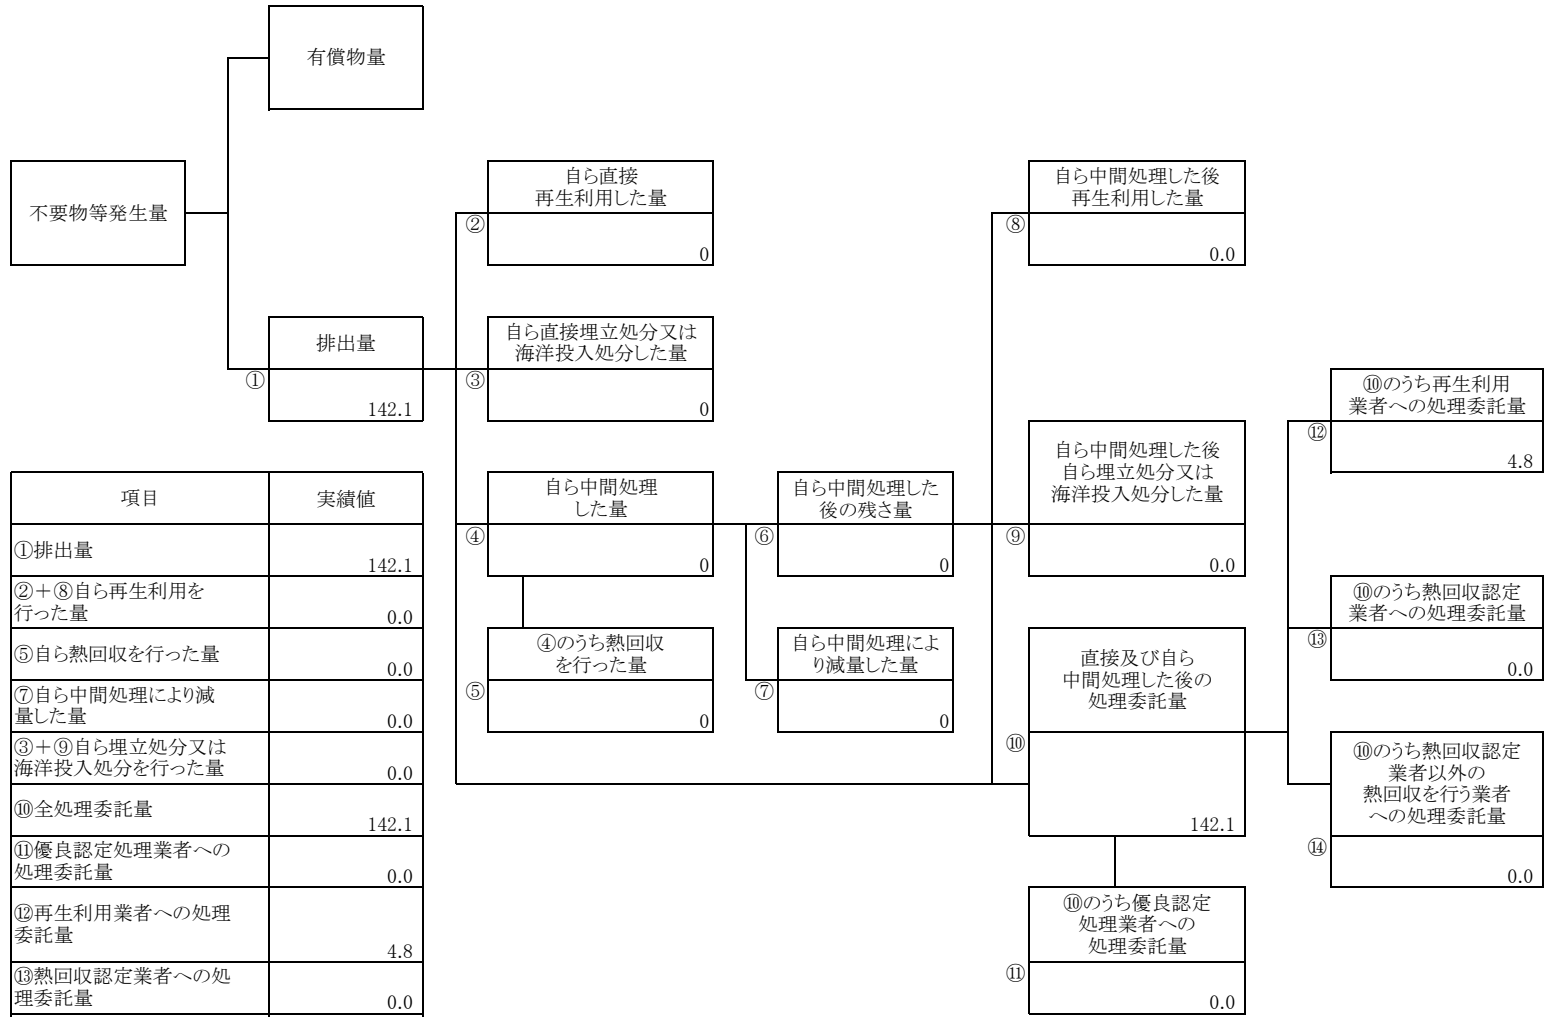 有償物量
不要物等発生量
排出量
①
142.1
自ら直接
再生利用した量
②
0
自ら直接埋立処分又は
海洋投入処分した量
③
0
自ら中間処理
した量
④
0
④のうち熱回収
を行った量
⑤
0
自ら中間処理した
後の残さ量
⑥
0
自ら中間処理によ
り減量した量
⑦
0
自ら中間処理した後
再生利用した量
⑧
0.0
自ら中間処理した後
自ら埋立処分又は
海洋投入処分した量
⑨
0.0
直接及び自ら
中間処理した後の
処理委託量
⑩
142.1
⑩のうち優良認定
処理業者への
処理委託量
⑪
0.0
⑩のうち再生利用
業者への処理委託量
⑫
4.8
⑩のうち熱回収認定
業者への処理委託量
⑬
0.0
⑩のうち熱回収認定
業者以外の
熱回収を行う業者
への処理委託量
⑭
0.0
項目 実績値
①排出量
142.1
②+⑧自ら再生利用を
行った量 0.0
⑤自ら熱回収を行った量
0.0
⑦自ら中間処理により減
量した量 0.0
③+⑨自ら埋立処分又は
海洋投入処分を行った量 0.0
⑩全処理委託量
142.1
⑪優良認定処理業者への
処理委託量 0.0
⑫再生利用業者への処理
委託量
4.8
⑬熱回収認定業者への処
理委託量 0.0